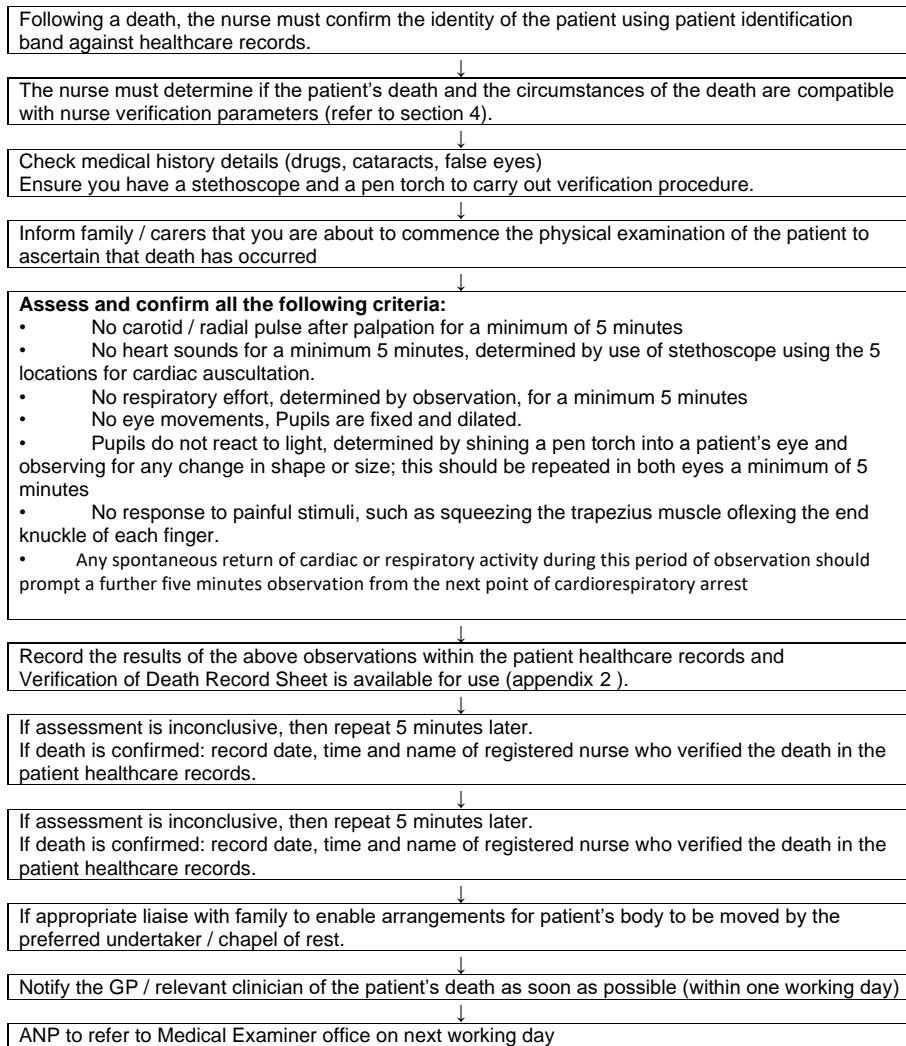 Following a death, the nurse must confirm the identity of the patient using patient identification
band against healthcare records.
↓
The nurse must determine if the patient's death and the circumstances of the death are compatible
with nurse verification parameters (refer to section 4).
↓
Check medical history details (drugs, cataracts, false eyes)
Ensure you have a stethoscope and a pen torch to carry out verification procedure.
↓
Inform family / carers that you are about to commence the physical examination of the patient to
ascertain that death has occurred
↓
Assess and confirm all the following criteria:
• No carotid / radial pulse after palpation for a minimum of 5 minutes
• No heart sounds for a minimum 5 minutes, determined by use of stethoscope using the 5
locations for cardiac auscultation.
• No respiratory effort, determined by observation, for a minimum 5 minutes
• No eye movements, Pupils are fixed and dilated.
• Pupils do not react to light, determined by shining a pen torch into a patient's eye and
observing for any change in shape or size; this should be repeated in both eyes a minimum of 5
minutes
• No response to painful stimuli, such as squeezing the trapezius muscle oflexing the end
knuckle of each finger.
• Any spontaneous return of cardiac or respiratory activity during this period of observation should
prompt a further five minutes observation from the next point of cardiorespiratory arrest
↓
Record the results of the above observations within the patient healthcare records and
Verification of Death Record Sheet is available for use (appendix 2 ).
↓
If assessment is inconclusive, then repeat 5 minutes later.
If death is confirmed: record date, time and name of registered nurse who verified the death in the
patient healthcare records.
↓
If assessment is inconclusive, then repeat 5 minutes later.
If death is confirmed: record date, time and name of registered nurse who verified the death in the
patient healthcare records.
↓
If appropriate liaise with family to enable arrangements for patient's body to be moved by the
preferred undertaker / chapel of rest.
↓
Notify the GP / relevant clinician of the patient's death as soon as possible (within one working day)
↓
ANP to refer to Medical Examiner office on next working day